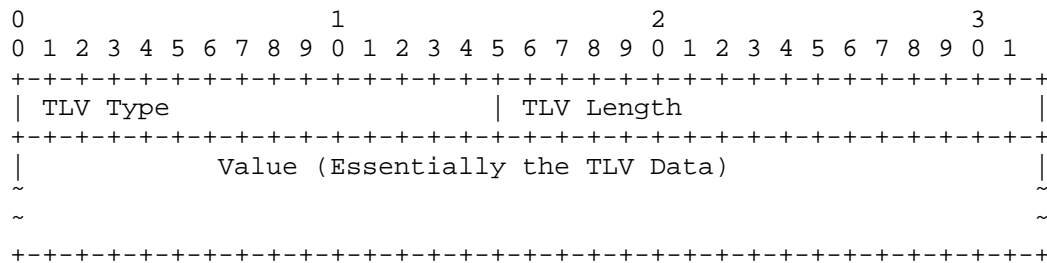 0                   1                   2                   3
0 1 2 3 4 5 6 7 8 9 0 1 2 3 4 5 6 7 8 9 0 1 2 3 4 5 6 7 8 9 0 1
+-+-+-+-+-+-+-+-+-+-+-+-+-+-+-+-+-+-+-+-+-+-+-+-+-+-+-+-+-+-+-+-+
| TLV Type                    | TLV Length                      |
+-+-+-+-+-+-+-+-+-+-+-+-+-+-+-+-+-+-+-+-+-+-+-+-+-+-+-+-+-+-+-+-+
|            Value (Essentially the TLV Data)                   |
~                                                               ~
~                                                               ~
+-+-+-+-+-+-+-+-+-+-+-+-+-+-+-+-+-+-+-+-+-+-+-+-+-+-+-+-+-+-+-+-+